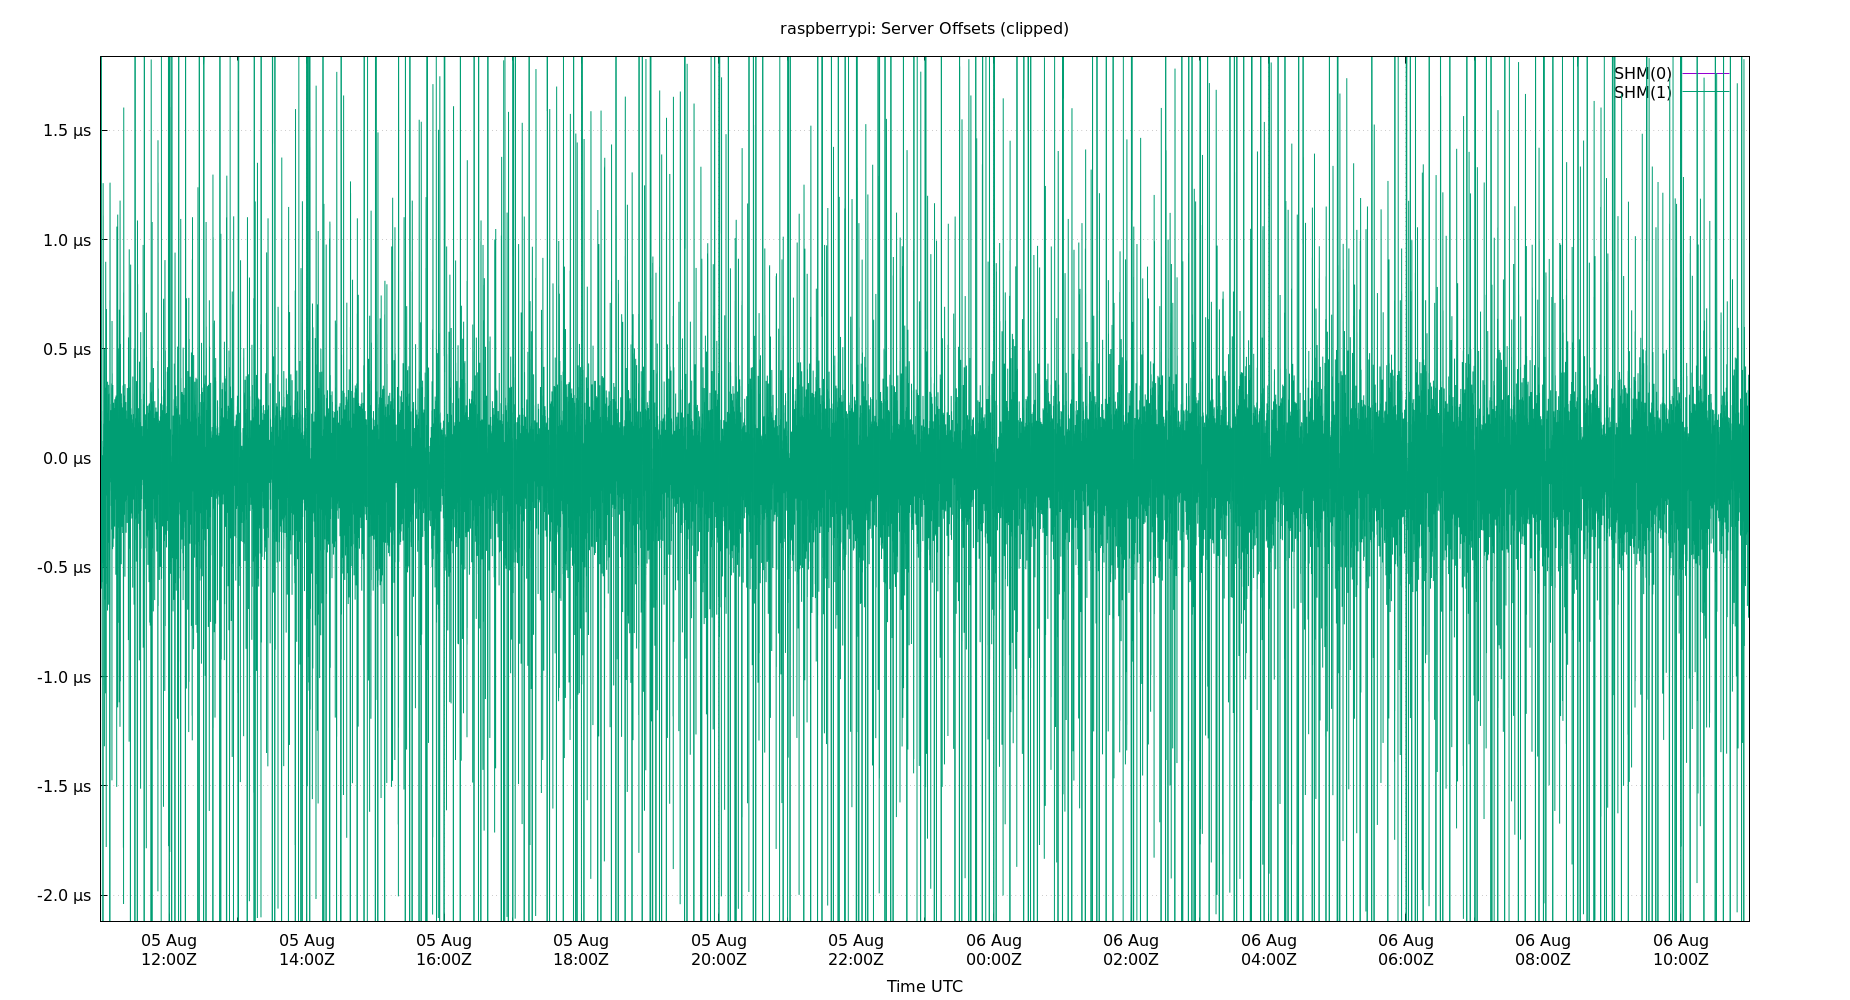 raspberrypi: Server Offsets (clipped)
SHM(0)
SHM(1)
1.5 µs
1.0 µs
0.5 µs
0.0 µs
-0.5 µs
-1.0 µs
-1.5 µs
-2.0 µs
05 Aug 05 Aug 05 Aug 05 Aug 05 Aug 05 Aug 06 Aug 06 Aug 06 Aug 06 Aug 06 Aug 06 Aug
12:00Z 14:00Z 16:00Z 18:00Z 20:00Z 22:00Z 00:00Z 02:00Z 04:00Z 06:00Z 08:00Z 10:00Z
Time UTC